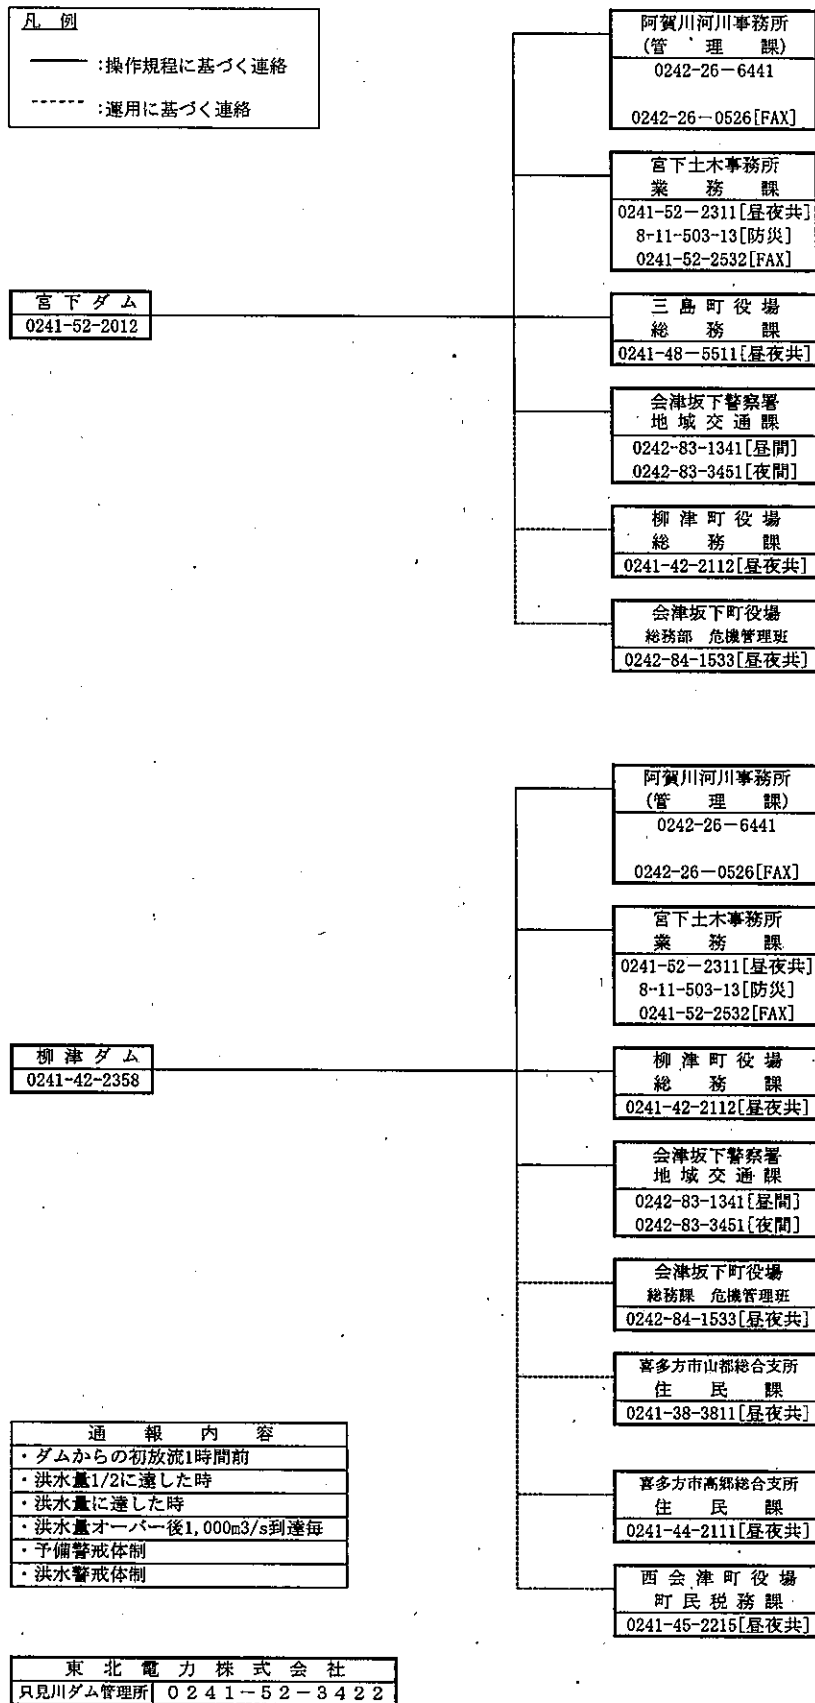 凡 例
:操作規程に基づく連絡
:運用に基づく連絡
宮下ダム
0241-52-2012
阿賀川河川事務所
(管 理 課)
0242-26-6441
0242-26-0526[FAX]
宮下土木事務所
業 務 課
0241-52-2311[昼夜共]
8-11-503-13[防災]
0241-52-2532[FAX]
三島町役場
総 務 課
0241-48-5511[昼夜共]
会津坂下警察署
地域交通課
0242-83-1341[昼間]
0242-83-3451[夜間]
柳津町役場
総 務 課
0241-42-2112[昼夜共]
会津坂下町役場
総務部 危機管理班
0242-84-1533[昼夜共]
柳津ダム
0241-42-2358
阿賀川河川事務所
(管 理 課)
0242-26-6441
0242-26-0526[FAX]
宮下土木事務所
業 務 課
0241-52-2311[昼夜共]
8-11-503-13[防災]
0241-52-2532[FAX]
柳津町役場
総 務 課
0241-42-2112[昼夜共]
会津坂下警察署
地域交通課
0242-83-1341[昼間]
0242-83-3451[夜間]
会津坂下町役場
総務課 危機管理班
0242-84-1533[昼夜共]
喜多方市山都総合支所
住 民 課
0241-38-3811[昼夜共]
喜多方市高郷総合支所
住 民 課
0241-44-2111[昼夜共]
西会津町役場
町民税務課
0241-45-2215[昼夜共]
通 報 内 容
・ダムからの初放流1時間前
・洪水量1/2に達した時
・洪水量に達した時
・洪水量オーバー後1,000m3/s到達毎
・予備警戒体制
・洪水警戒体制
東北電力株式会社
只見川ダム管理所 0241-52-3422